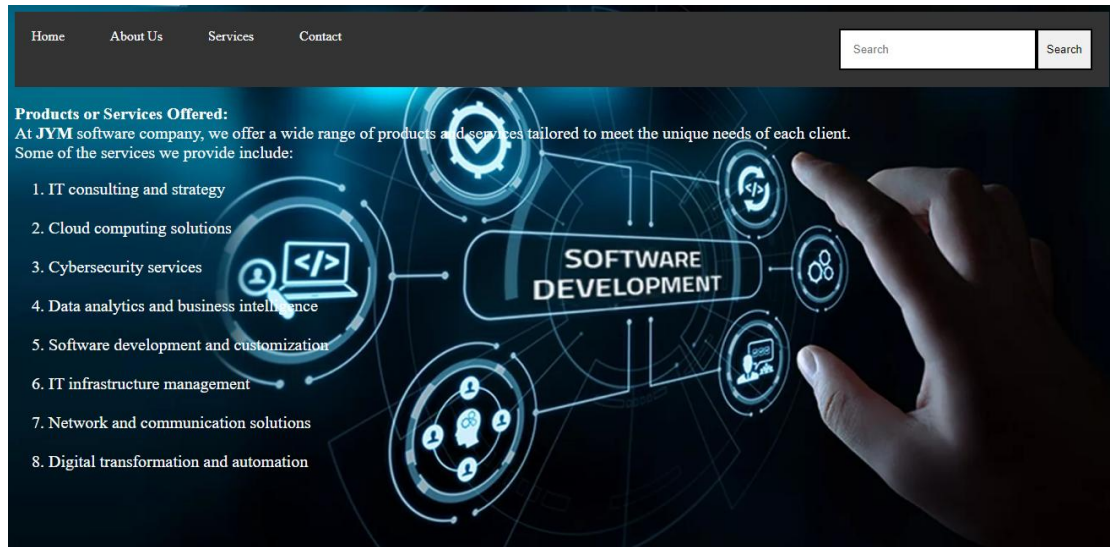 Home About Us Services Contact Search Search
Products or Services Offered:
At JYM software company, we offer a wide range of products and services tailored to meet the unique needs of each client.
Some of the services we provide include:
1. IT consulting and strategy
2. Cloud computing solutions
3. Cybersecurity services
4. Data analytics and business intelligence
5. Software development and customization
6. IT infrastructure management
7. Network and communication solutions
8. Digital transformation and automation
</>
</>
SOFTWARE
DEVELOPMENT